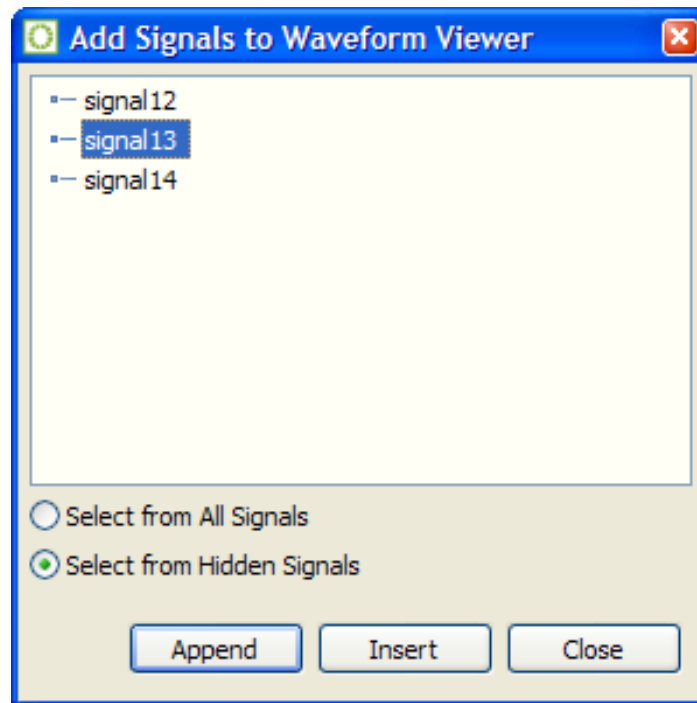 Add Signals to Waveform Viewer
signal12
signal13
signal14
Select from All Signals
Select from Hidden Signals
Append Insert Close